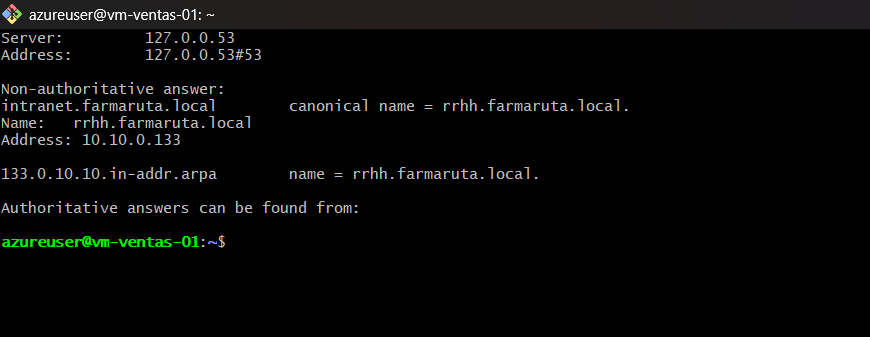 azureuser@vm-ventas-01: ~
Server:         127.0.0.53
Address:        127.0.0.53#53
Non-authoritative answer:
intranet.farmaruta.local        canonical name = rrhh.farmaruta.local.
Name:   rrhh.farmaruta.local
Address: 10.10.0.133
133.0.10.10.in-addr.arpa        name = rrhh.farmaruta.local.
Authoritative answers can be found from:
azureuser@vm-ventas-01:~$